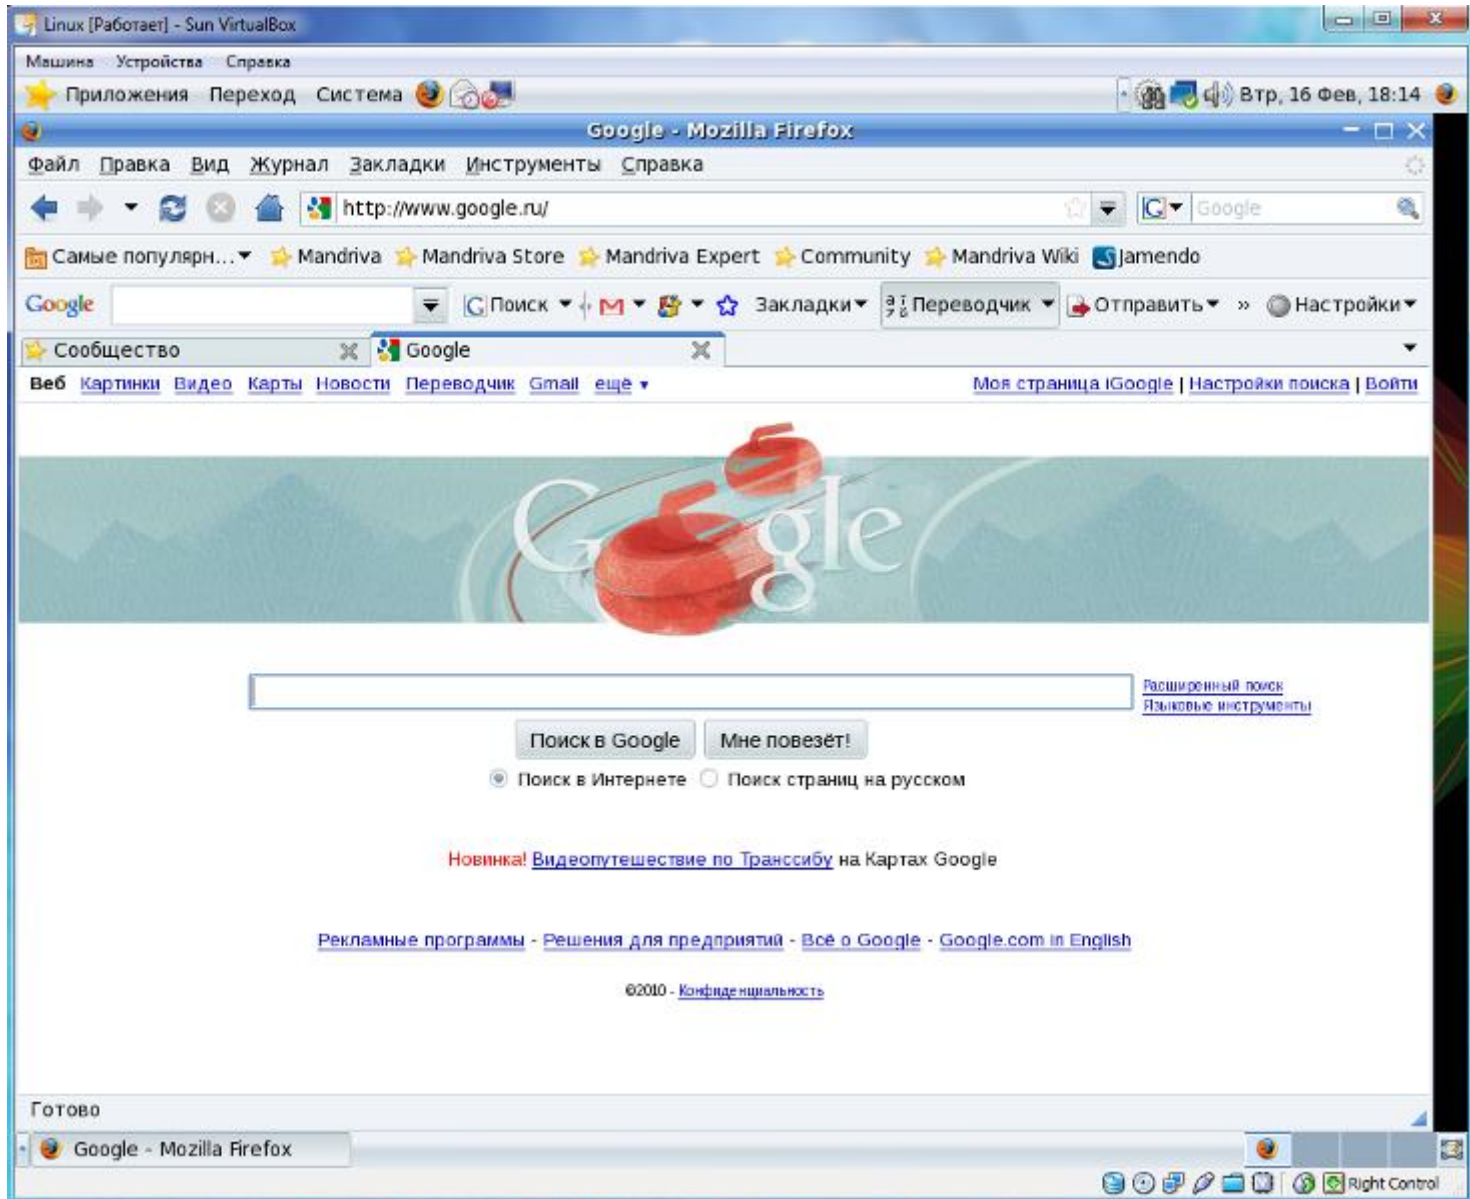 Linux [Работает] - Sun VirtualBox
Машина Устройства Справка
Приложения Переход Система Втр, 16 Фев, 18:14
Google - Mozilla Firefox
Файл Правка Вид Журнал Закладки Инструменты Справка
http://www.google.ru/ Google
Самые популярн... Mandriva Mandriva Store Mandriva Expert Community Mandriva Wiki Jamendo
Google Поиск Закладки Переводчик Отправить » Настройки
Сообщество Google
Веб Картинки Видео Карты Новости Переводчик Gmail ещё ▼ Моя страница iGoogle | Настройки поиска | Войти
Google
Расширенный поиск
Языковые инструменты
Поиск в Google Мне повезёт!
Поиск в Интернете Поиск страниц на русском
Новинка! Видеопутешествие по Транссибу на Картах Google
Рекламные программы - Решения для предприятий - Всё о Google - Google.com in English
©2010 - Конфиденциальность
Готово
Google - Mozilla Firefox
Right Control